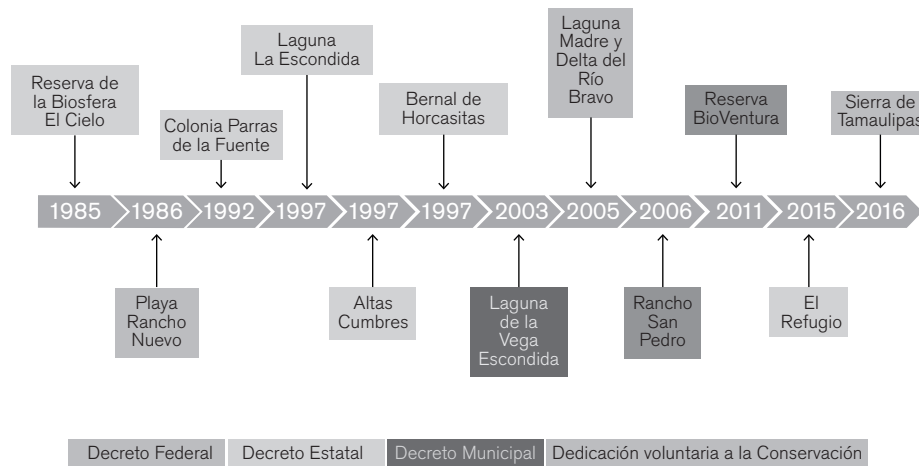 Reserva de
la Biosfera
El Cielo
Colonia Parras
de la Fuente
Laguna
La Escondida
Bernal de
Horcasitas
Laguna
Madre y
Delta del
Río
Bravo
Reserva
BioVentura
Sierra de
Tamaulipas
1985 1986 1992 1997 1997 1997 2003 2005 2006 2011 2015 2016
Playa
Rancho
Nuevo
Altas
Cumbres
Laguna
de la
Vega
Escondida
Rancho
San
Pedro
El
Refugio
Decreto Federal Decreto Estatal Decreto Municipal Dedicación voluntaria a la Conservación